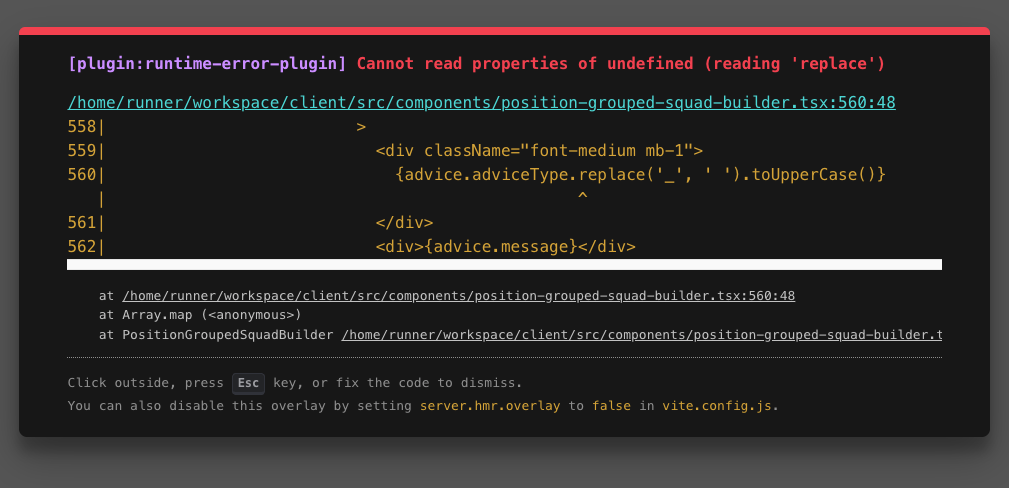 [plugin:runtime-error-plugin] Cannot read properties of undefined (reading 'replace')
/home/runner/workspace/client/src/components/position-grouped-squad-builder.tsx:560:48
558|                          >
559|                            <div className="font-medium mb-1">
560|                              {advice.adviceType.replace('_', ' ').toUpperCase()}
   |                                                 ^
561|                            </div>
562|                            <div>{advice.message}</div>
at /home/runner/workspace/client/src/components/position-grouped-squad-builder.tsx:560:48
at Array.map (<anonymous>)
at PositionGroupedSquadBuilder /home/runner/workspace/client/src/components/position-grouped-squad-builder.t
Click outside, press Esc key, or fix the code to dismiss.
You can also disable this overlay by setting server.hmr.overlay to false in vite.config.js.